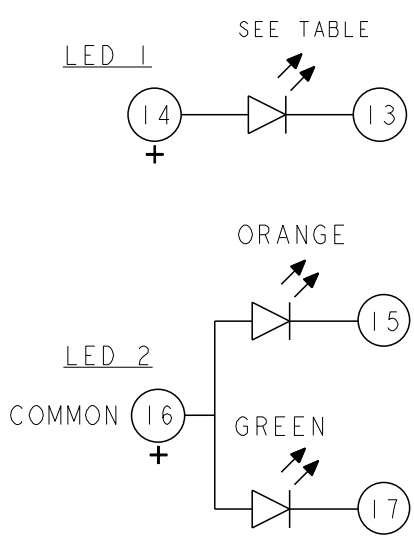 SEE TABLE
LED 1
14
13
+
ORANGE
15
LED 2
COMMON 16
+
GREEN
17